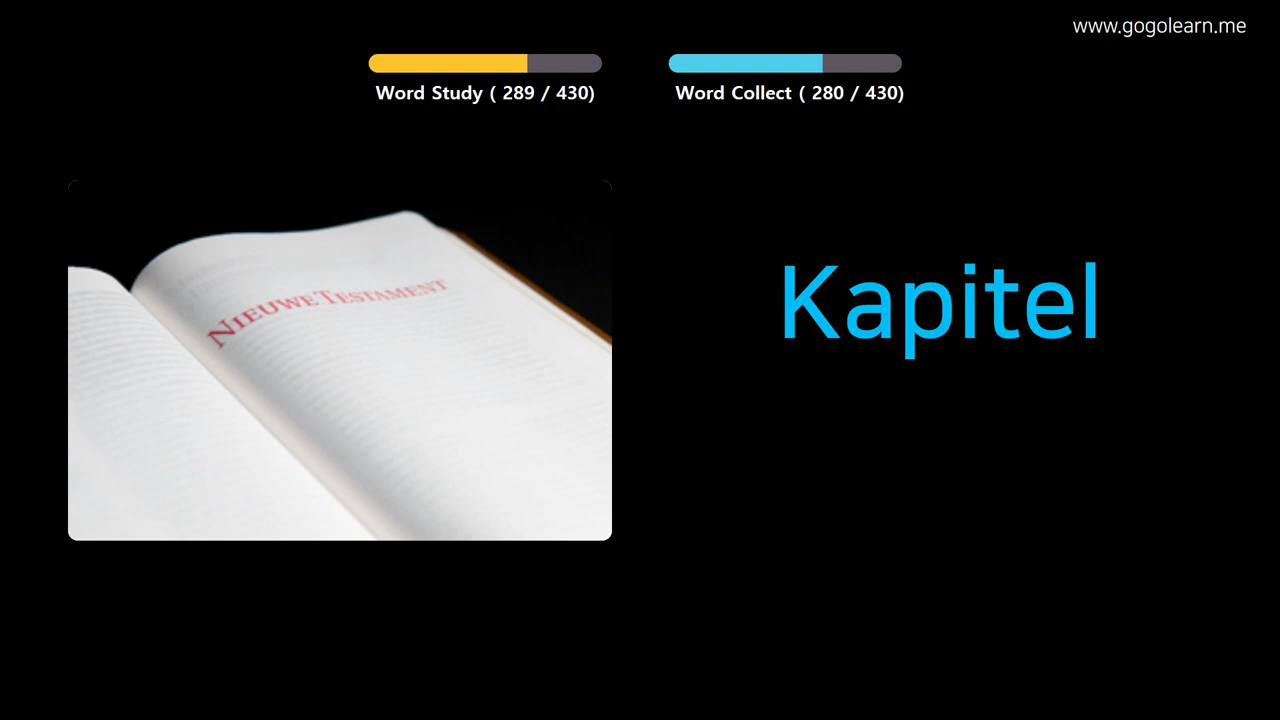 www.gogolearn.me
Word Study ( 289 / 430)
Word Collect ( 280 / 430)
NIEUWE TESTAMENT
Kapitel